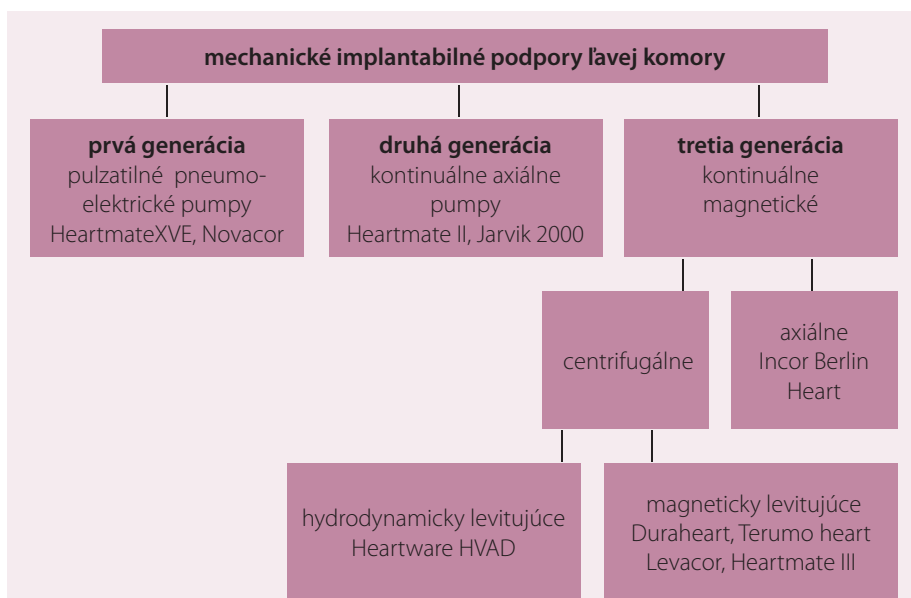 mechanické implantabilné podpory ľavej komory
prvá generácia
pulzatilné pneumo-
elektrické pumpy
HeartmateXVE, Novacor
druhá generácia
kontinuálne axiálne
pumpy
Heartmate II, Jarvik 2000
tretia generácia
kontinuálne
magnetické
centrifugálne
axiálne
Incor Berlin
Heart
hydrodynamicky levitujúce
Heartware HVAD
magneticky levitujúce
Duraheart, Terumo heart
Levacor, Heartmate III